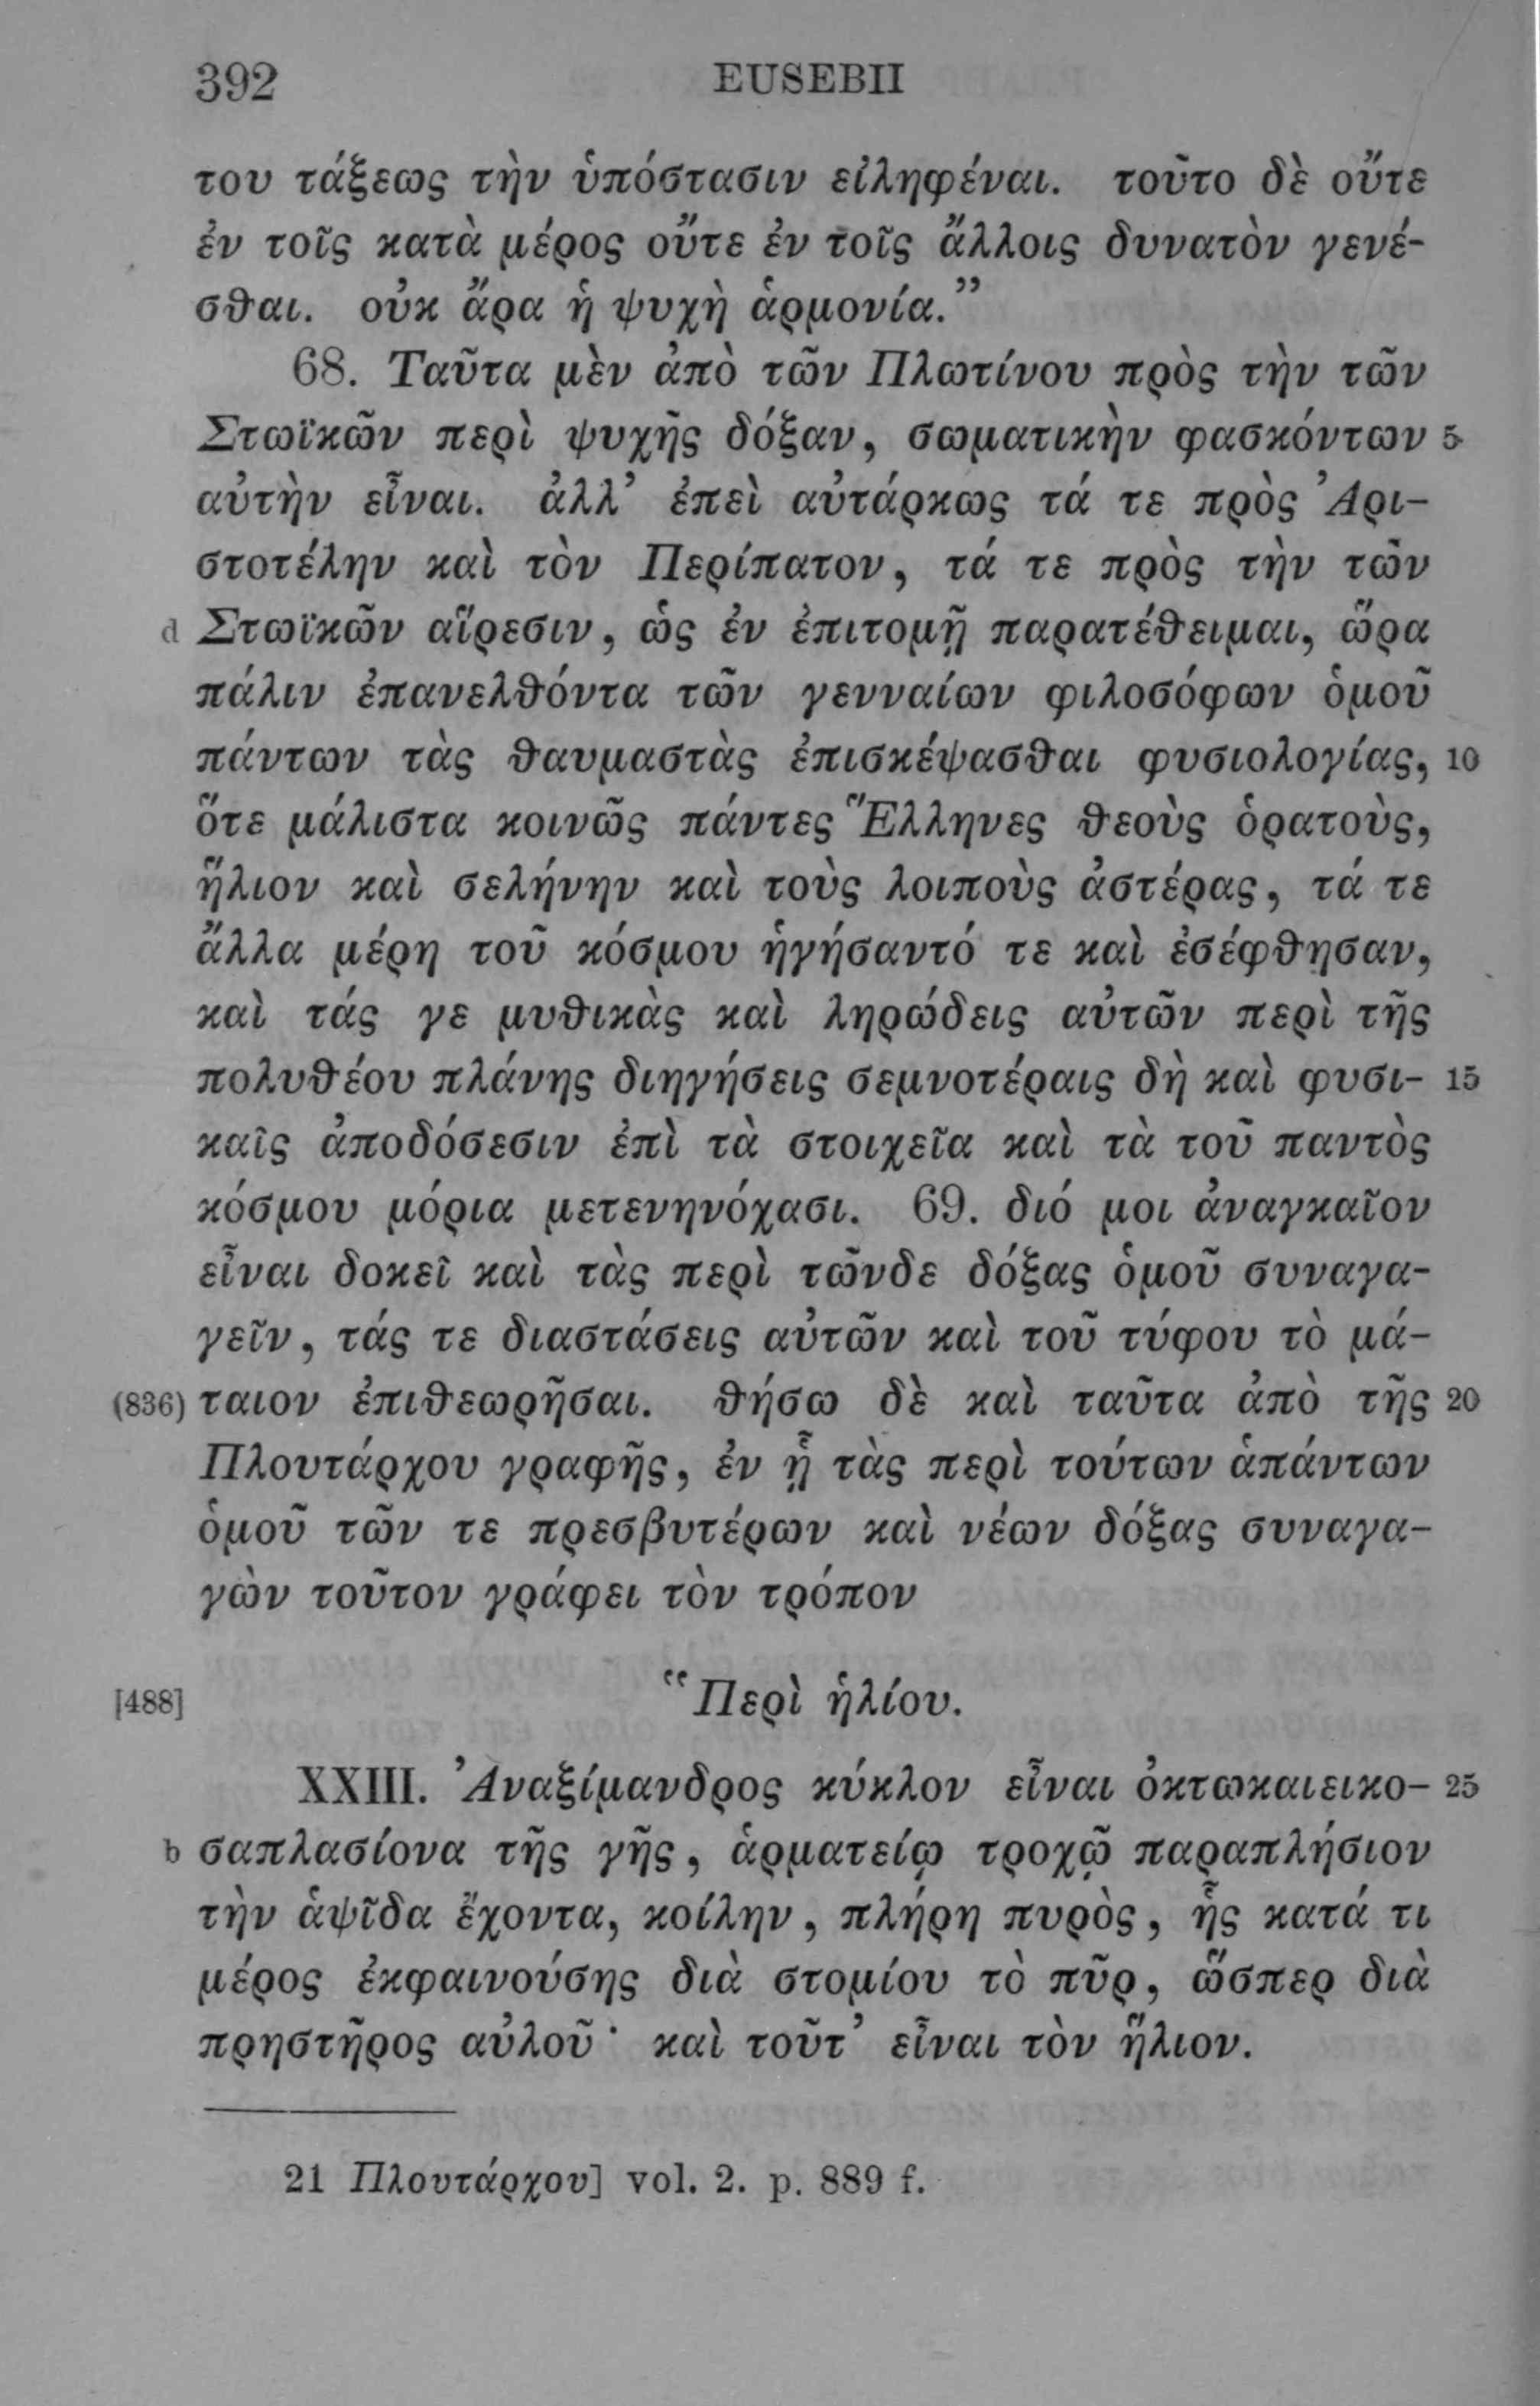 392 EUSEBII
του τάξεως τὴν ὑπόστασιν εἰληφέναι. τοῦτο δὲ οὔτε
ἐν τοῖς κατὰ μέρος οὔτε ἐν τοῖς ἄλλοις δυνατὸν γενέ-
σθαι. οὐκ ἄρα ἡ ψυχὴ ἁρμονία.”
68. Ταῦτα μὲν ἀπὸ τῶν Πλωτίνου πρὸς τὴν τῶν
Στωϊκῶν περὶ ψυχῆς δόξαν, σωματικὴν φασκόντων 5
αὐτὴν εἶναι. ἀλλ’ ἐπεὶ αὐτάρκως τά τε πρὸς Ἀρι-
στοτέλην καὶ τὸν Περίπατον, τά τε πρὸς τὴν τῶν
d Στωϊκῶν αἵρεσιν, ὡς ἐν ἐπιτομῇ παρατέθειμαι, ὥρα
πάλιν ἐπανελθόντα τῶν γενναίων φιλοσόφων ὁμοῦ
πάντων τὰς θαυμαστὰς ἐπισκέψασθαι φυσιολογίας, 10
ὅτε μάλιστα κοινῶς πάντες Ἕλληνες θεοὺς ὁρατοὺς,
ἥλιον καὶ σελήνην καὶ τοὺς λοιποὺς ἀστέρας, τά τε
ἄλλα μέρη τοῦ κόσμου ἡγήσαντό τε καὶ ἐσέφθησαν,
καὶ τάς γε μυθικὰς καὶ ληρώδεις αὐτῶν περὶ τῆς
πολυθέου πλάνης διηγήσεις σεμνοτέραις δὴ καὶ φυσι- 15
καῖς ἀποδόσεσιν ἐπὶ τὰ στοιχεῖα καὶ τὰ τοῦ παντὸς
κόσμου μόρια μετενηνόχασι. 69. διό μοι ἀναγκαῖον
εἶναι δοκεῖ καὶ τὰς περὶ τῶνδε δόξας ὁμοῦ συναγα-
γεῖν, τάς τε διαστάσεις αὐτῶν καὶ τοῦ τύφου τὸ μά-
(836) ταιον ἐπιθεωρῆσαι. θήσω δὲ καὶ ταῦτα ἀπὸ τῆς 20
Πλουτάρχου γραφῆς, ἐν ᾗ τὰς περὶ τούτων ἁπάντων
ὁμοῦ τῶν τε πρεσβυτέρων καὶ νέων δόξας συναγα-
γὼν τοῦτον γράφει τὸν τρόπον
[488] “Περὶ ἡλίου.
XXIII. Ἀναξίμανδρος κύκλον εἶναι ὀκτωκαιεικο- 25
b σαπλασίονα τῆς γῆς, ἁρματείῳ τροχῷ παραπλήσιον
τὴν ἁψῖδα ἔχοντα, κοίλην, πλήρη πυρὸς, ἧς κατά τι
μέρος ἐκφαινούσης διὰ στομίου τὸ πῦρ, ὥσπερ διὰ
πρηστῆρος αὐλοῦ· καὶ τοῦτ’ εἶναι τὸν ἥλιον.
21 Πλουτάρχου] vol. 2. p. 889 f.